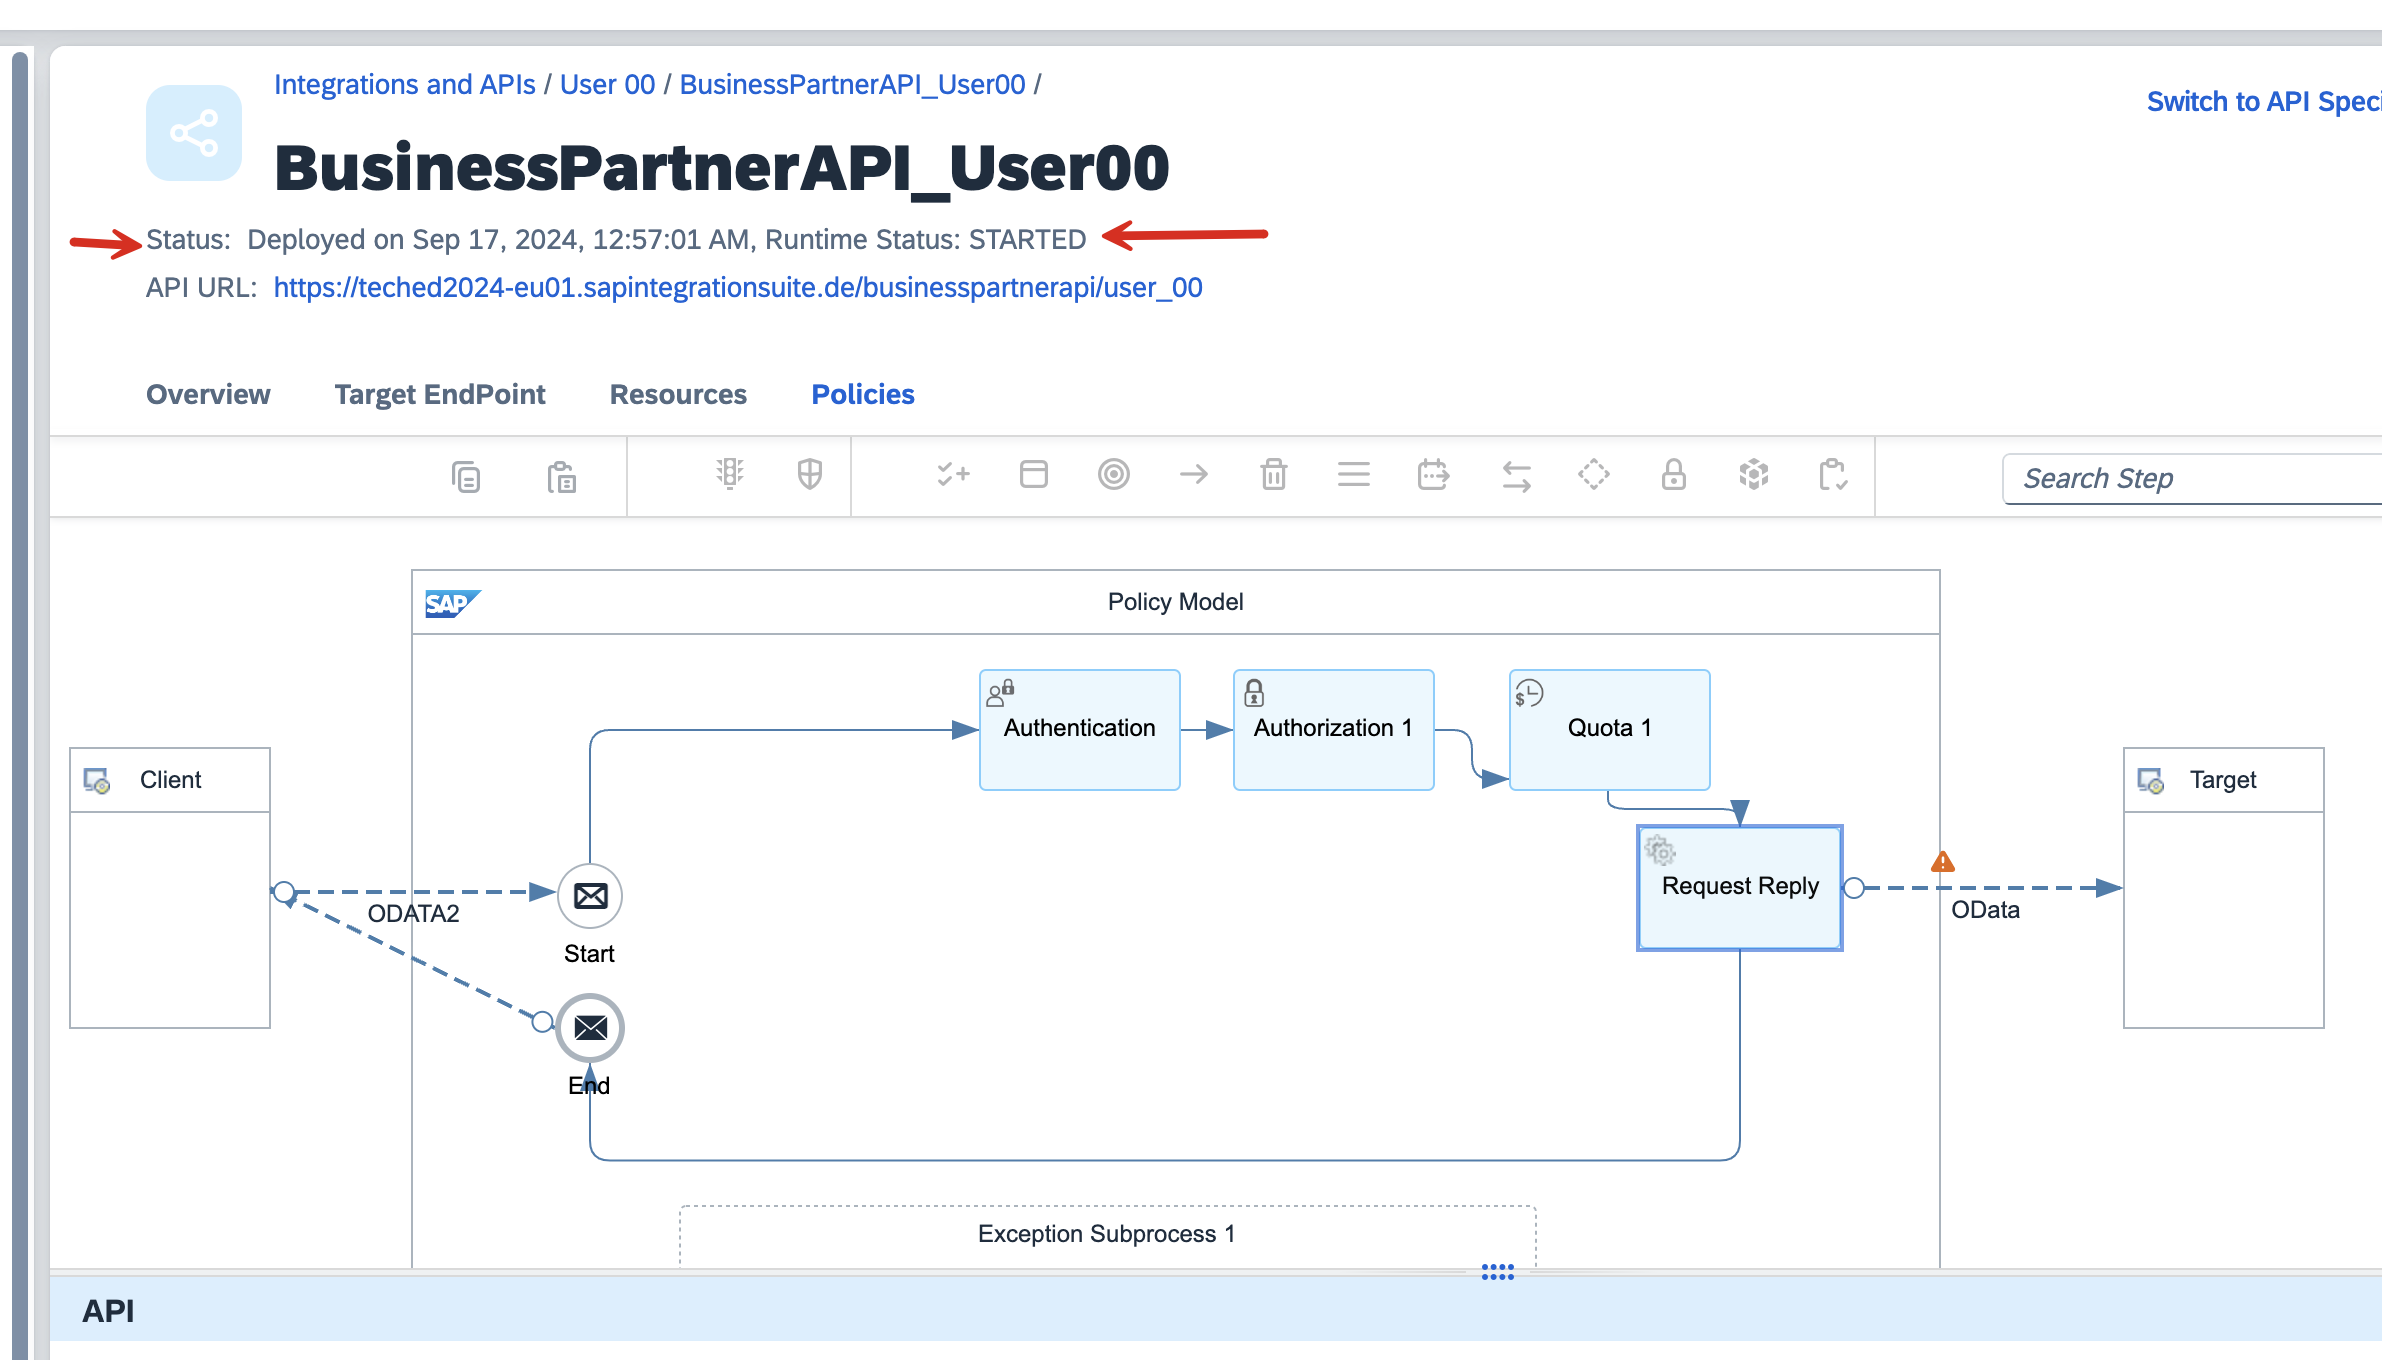 Integrations and APIs / User 00 / BusinessPartnerAPI_User00 /
Switch to API Speci
BusinessPartnerAPI_User00
Status: Deployed on Sep 17, 2024, 12:57:01 AM, Runtime Status: STARTED
API URL: https://teched2024-eu01.sapintegrationsuite.de/businesspartnerapi/user_00
Overview Target EndPoint Resources Policies
Search Step
SAP Policy Model
Authentication Authorization 1 Quota 1
Client Target
Request Reply
ODATA2 OData
Start
End
Exception Subprocess 1
API